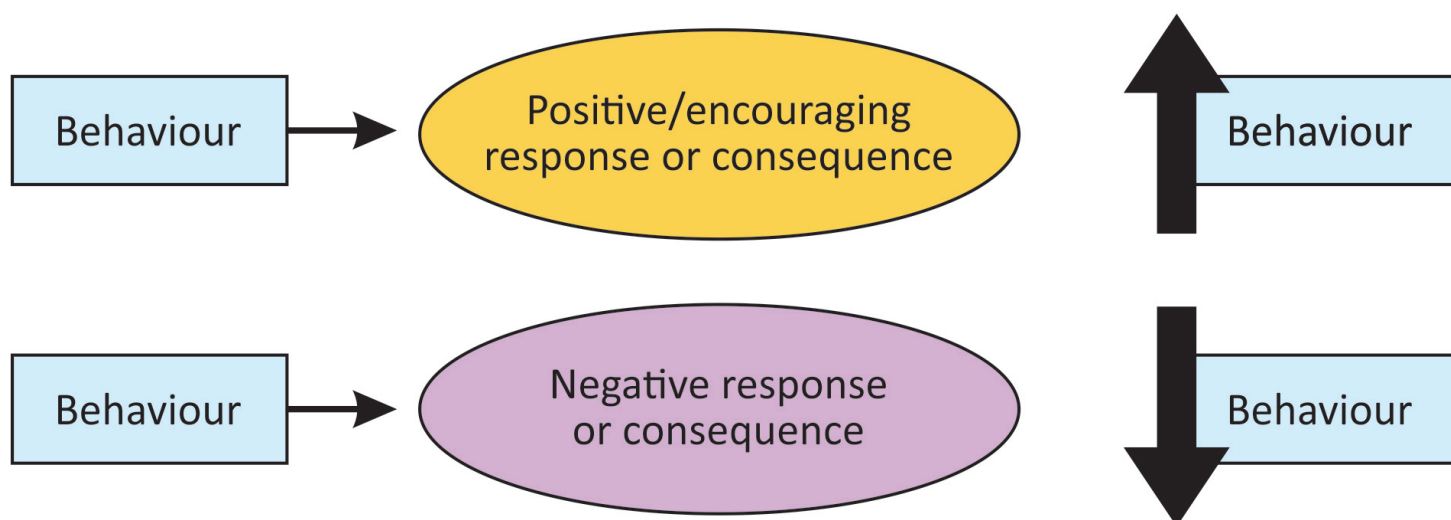 Behaviour
Positive/encouraging
response or consequence
Behaviour
Behaviour
Negative response
or consequence
Behaviour